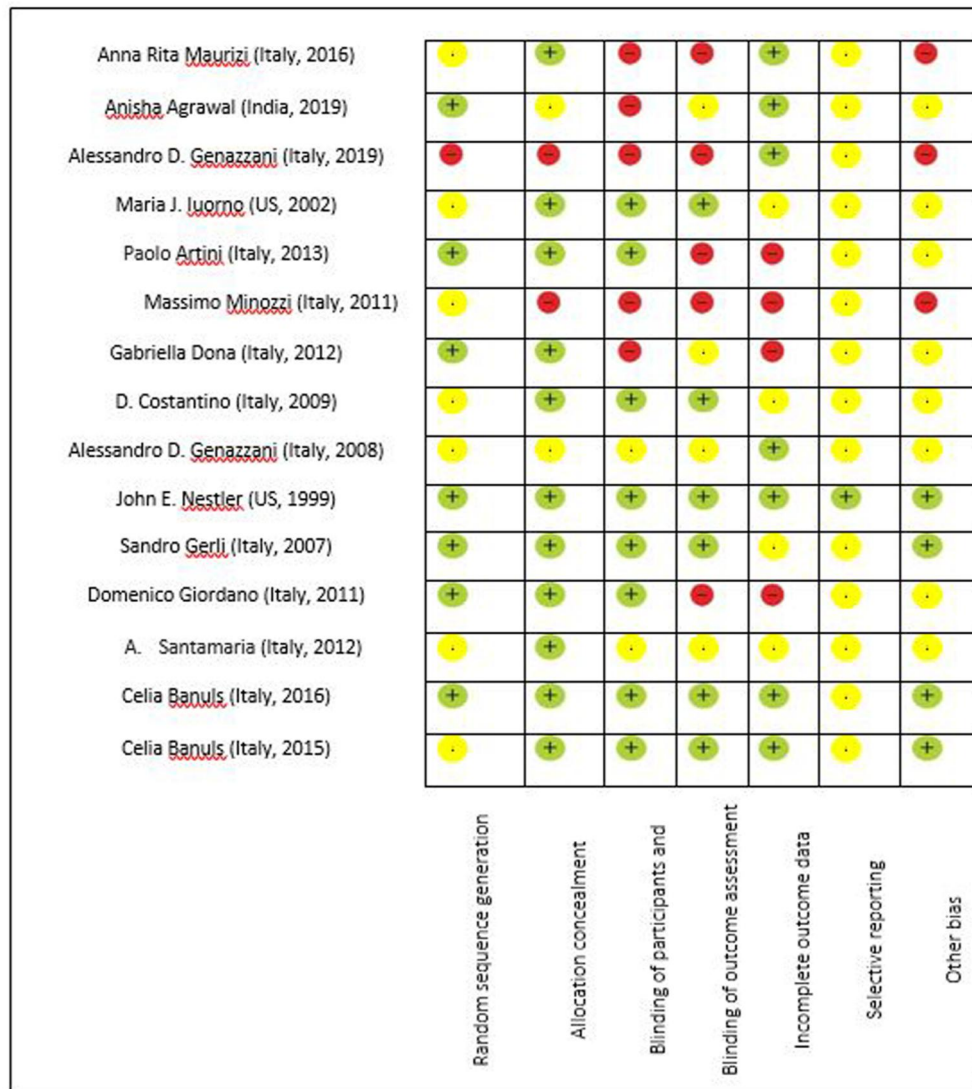 Anna Rita Maurizi (Italy, 2016)
Anisha Agrawal (India, 2019)
Alessandro D. Genazzani (Italy, 2019)
Maria J. Iuorno (US, 2002)
Paolo Artini (Italy, 2013)
Massimo Minozzi (Italy, 2011)
Gabriella Dona (Italy, 2012)
D. Costantino (Italy, 2009)
Alessandro D. Genazzani (Italy, 2008)
John E. Nestler (US, 1999)
Sandro Gerli (Italy, 2007)
Domenico Giordano (Italy, 2011)
A. Santamaria (Italy, 2012)
Celia Banuls (Italy, 2016)
Celia Banuls (Italy, 2015)
Random sequence generation
Allocation concealment
Blinding of participants and
Blinding of outcome assessment
Incomplete outcome data
Selective reporting
Other bias